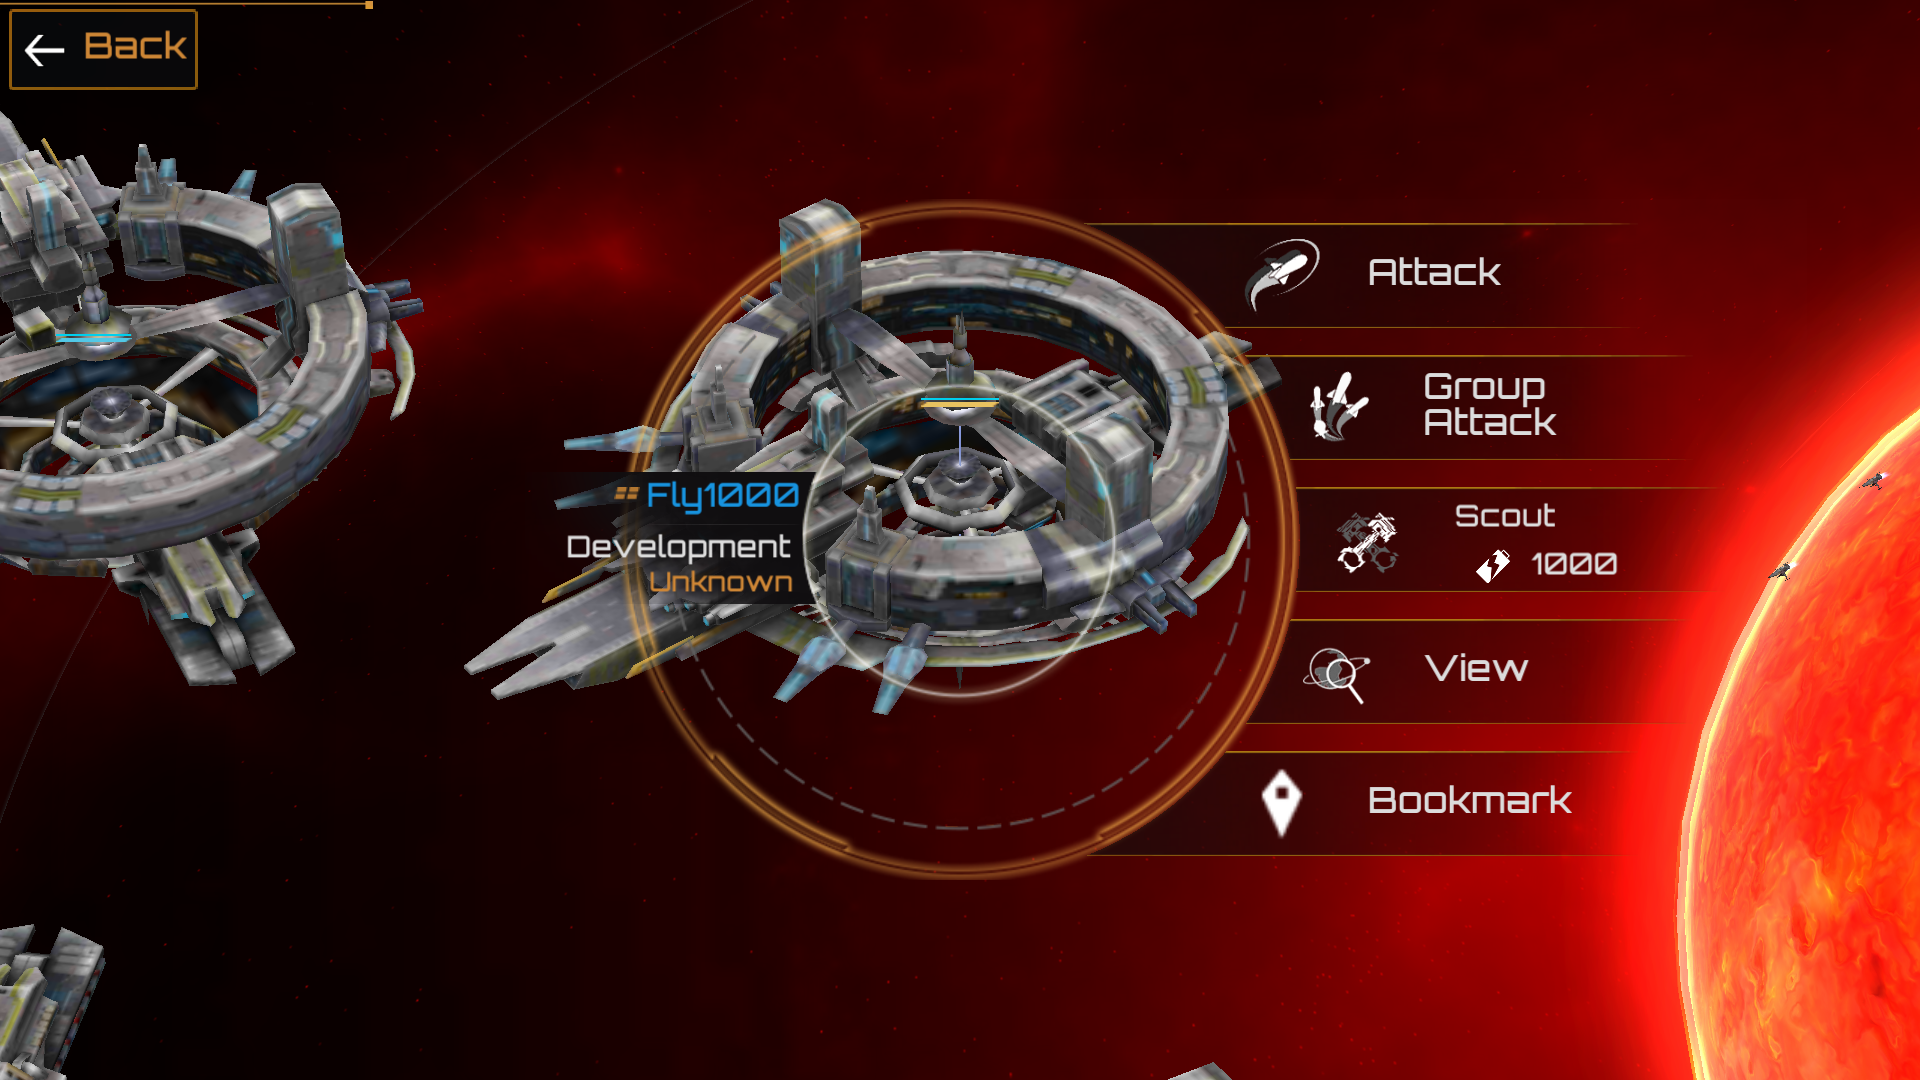 Back
Fly1000
Development
Unknown
Attack
Group
Attack
Scout
1000
View
Bookmark